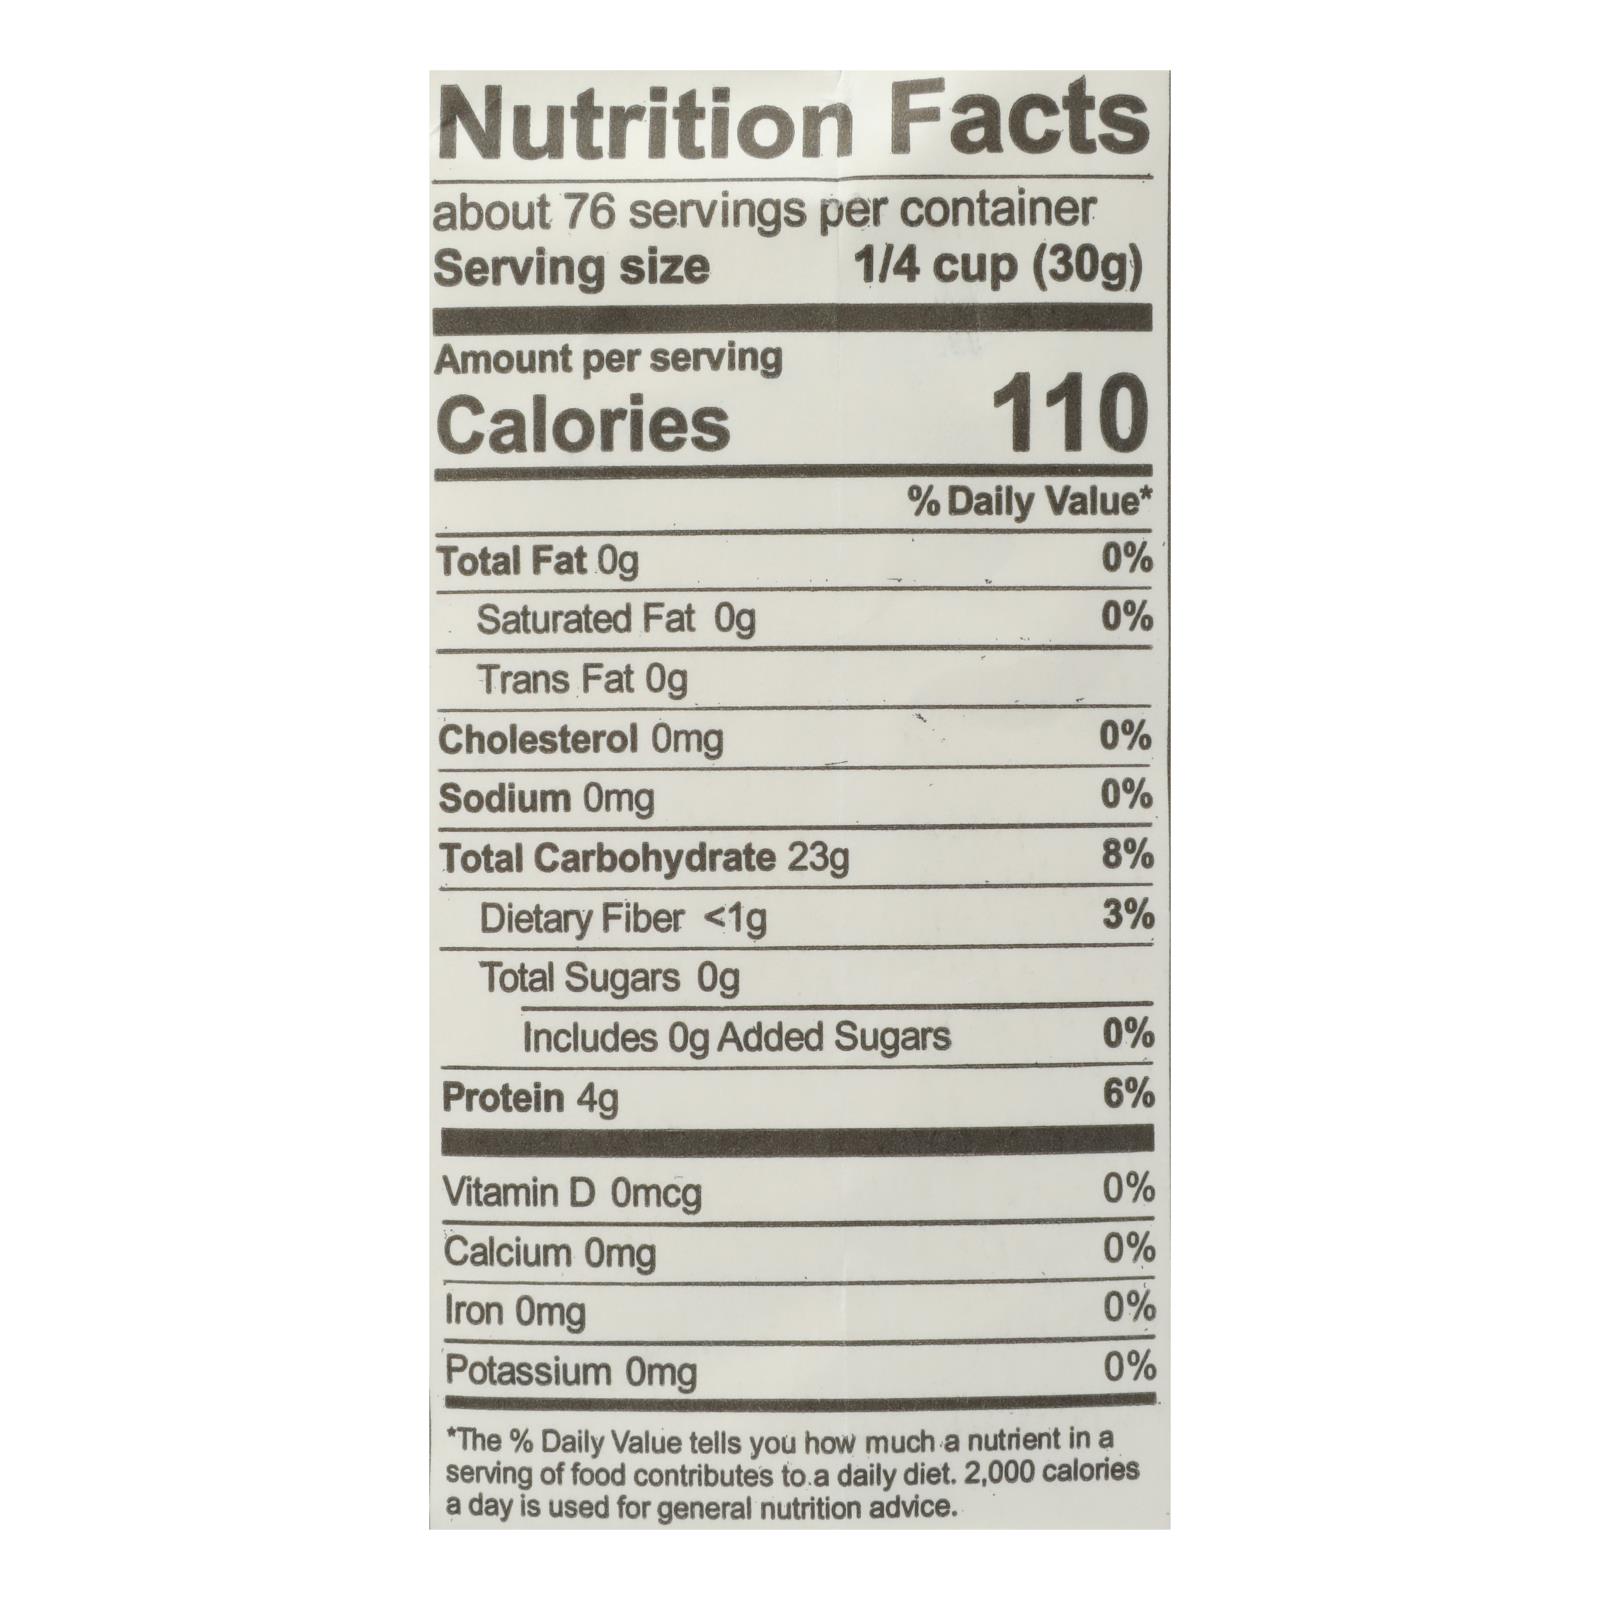 Nutrition Facts
about 76 servings per container
Serving size 1/4 cup (30g)
Amount per serving
Calories 110
% Daily Value*
Total Fat 0g 0%
Saturated Fat 0g 0%
Trans Fat 0g
Cholesterol 0mg 0%
Sodium 0mg 0%
Total Carbohydrate 23g 8%
Dietary Fiber <1g 3%
Total Sugars 0g
Includes 0g Added Sugars 0%
Protein 4g 6%
Vitamin D 0mcg 0%
Calcium 0mg 0%
Iron 0mg 0%
Potassium 0mg 0%
*The % Daily Value tells you how much a nutrient in a
serving of food contributes to a daily diet. 2,000 calories
a day is used for general nutrition advice.